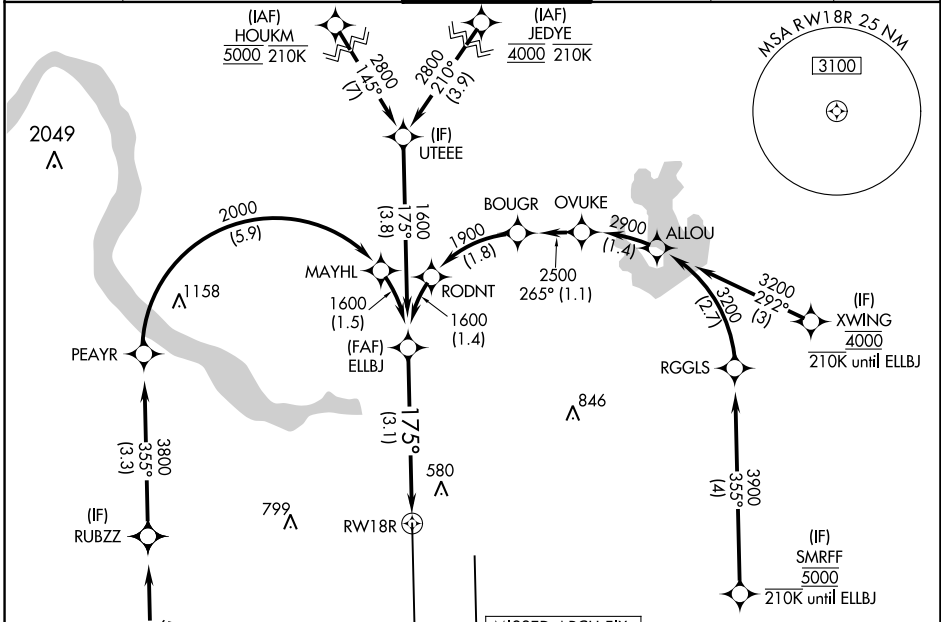 (IAF)
HOUKM
5000 210K
(IAF)
JEDYE
4000 210K
MSA RW18R 25 NM
3100
2800
145°
(7)
2800
210°
(3.9)
2049
(IF)
UTEEE
2000
(5.9)
1600
175°
(3.8)
BOUGR
OVUKE
1900
(1.8)
2900
(1.4)
ALLOU
MAYHL
RODNT
2500
265° (1.1)
1158
1600
(1.5)
1600
(1.4)
3200
(2.7)
3200
292°
(3)
(IF)
XWING
4000
210K until ELLBJ
PEAYR
(FAF)
ELLBJ
RGGLS
175°
(3.1)
846
3800
355°
(3.3)
580
3900
355°
(4)
799
(IF)
RUBZZ
RW18R
(IF)
SMRFF
5000
210K until ELLBJ
MISSED APCH FIX